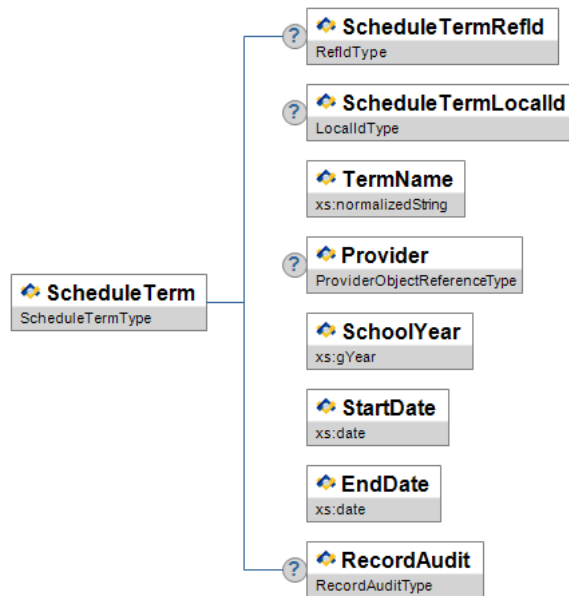 ? ScheduleTermRefId
RefIdType
? ScheduleTermLocalId
LocalIdType
TermName
xs:normalizedString
? Provider
ProviderObjectReferenceType
ScheduleTerm
ScheduleTermType
SchoolYear
xs:gYear
StartDate
xs:date
EndDate
xs:date
? RecordAudit
RecordAuditType